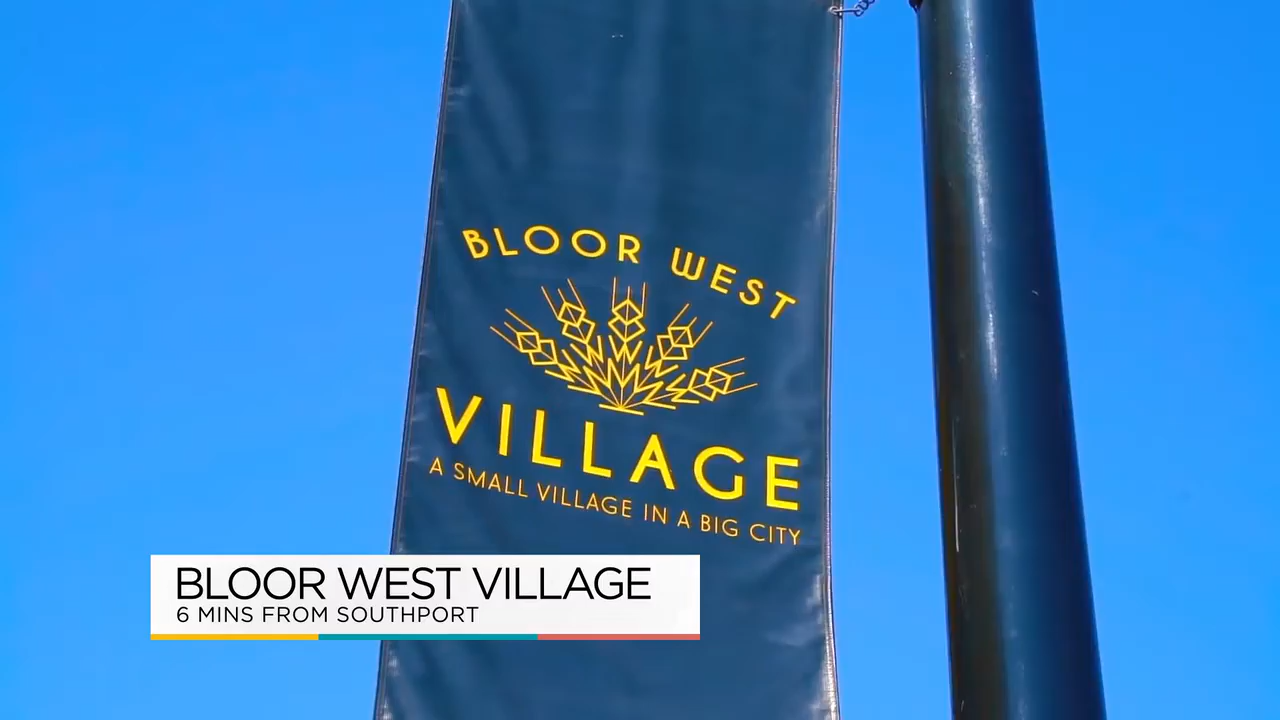 BLOOR WEST
VILLAGE
A SMALL VILLAGE IN A BIG CITY
BLOOR WEST VILLAGE
6 MINS FROM SOUTHPORT